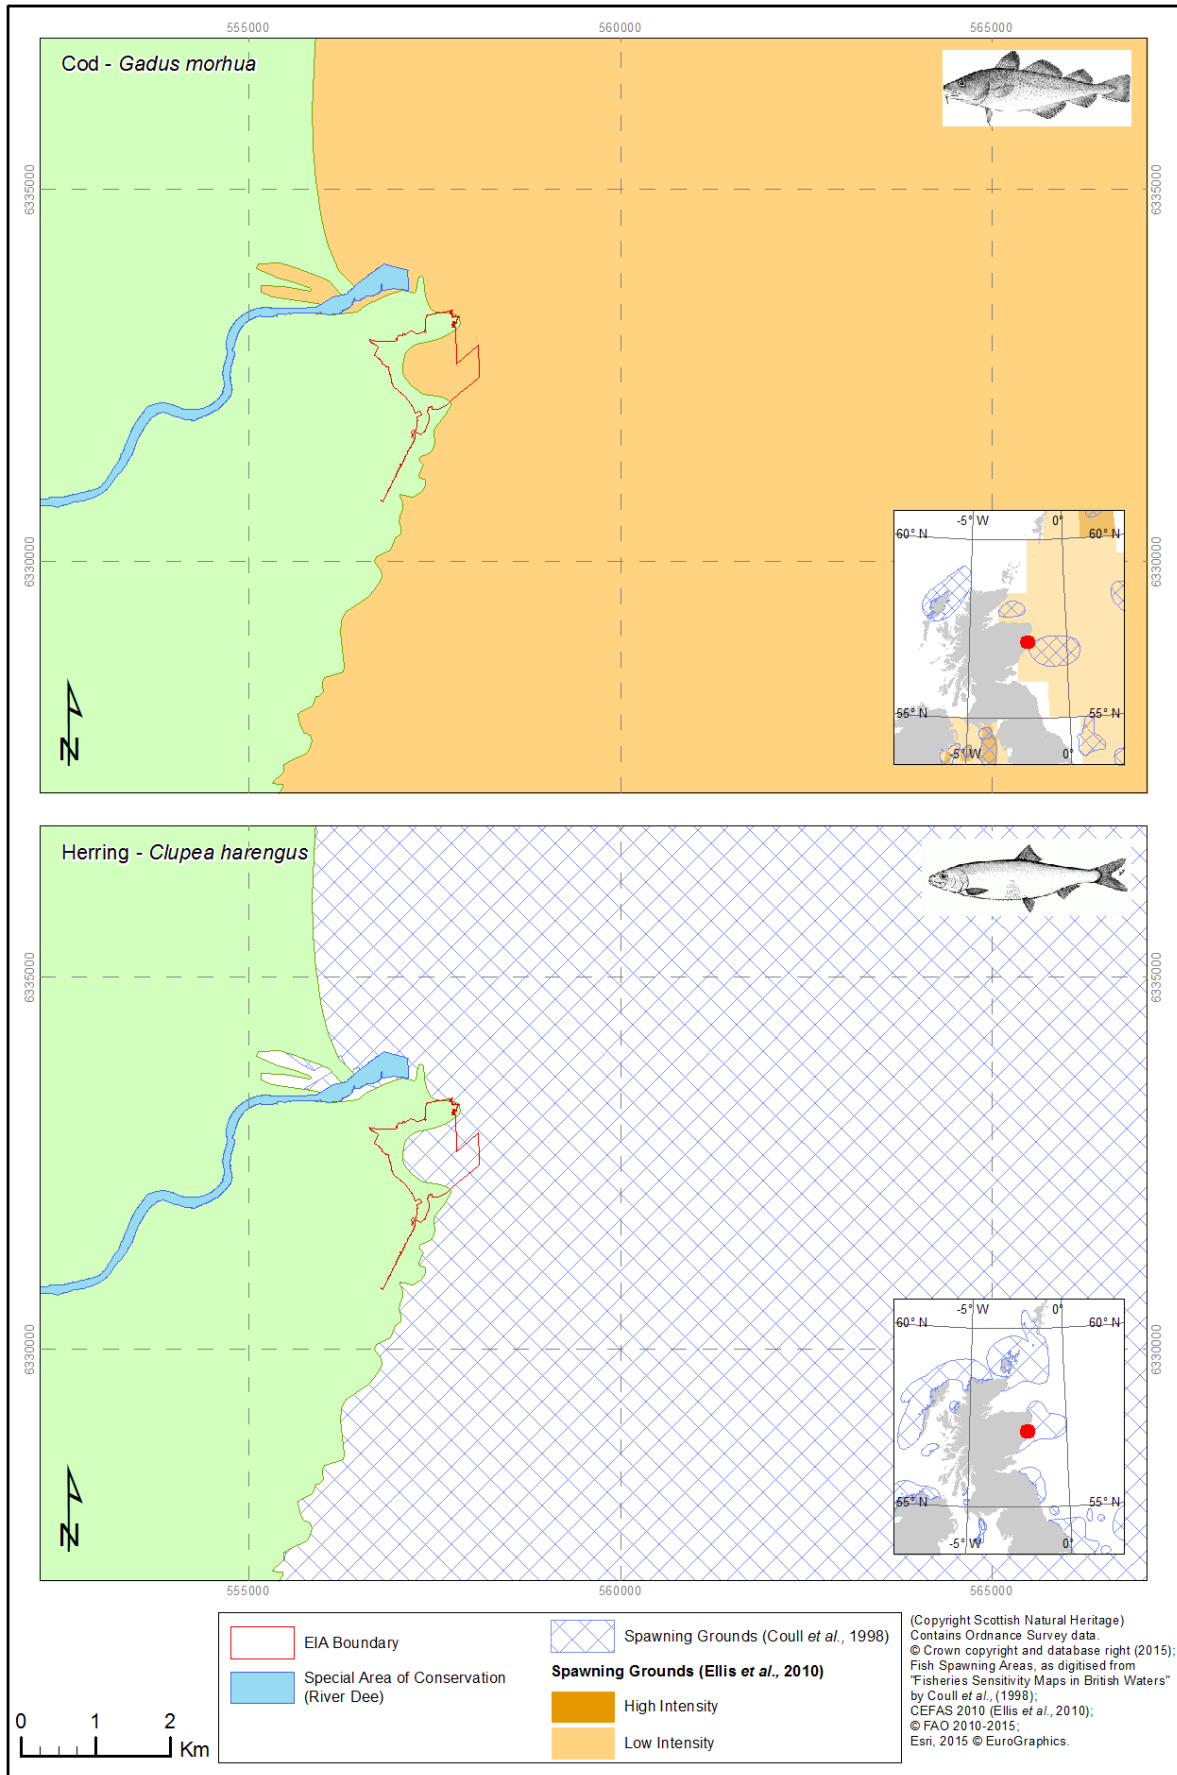 555000 560000 565000
Cod - Gadus morhua
6335000 6335000
6330000 6330000
N
-5° W 0°
60° N 60° N
55° N 55° N
-5° W 0°
Herring - Clupea harengus
6335000 6335000
6330000 6330000
N
-5° W 0°
60° N 60° N
55° N 55° N
-5° W 0°
555000 560000 565000
0 1 2
Km
EIA Boundary
Special Area of Conservation
(River Dee)
Spawning Grounds (Coull et al., 1998)
Spawning Grounds (Ellis et al., 2010)
High Intensity
Low Intensity
(Copyright Scottish Natural Heritage)
Contains Ordnance Survey data.
© Crown copyright and database right (2015);
Fish Spawning Areas, as digitised from
"Fisheries Sensitivity Maps in British Waters"
by Coull et al., (1998);
CEFAS 2010 (Ellis et al., 2010);
© FAO 2010-2015;
Esri, 2015 © EuroGraphics.